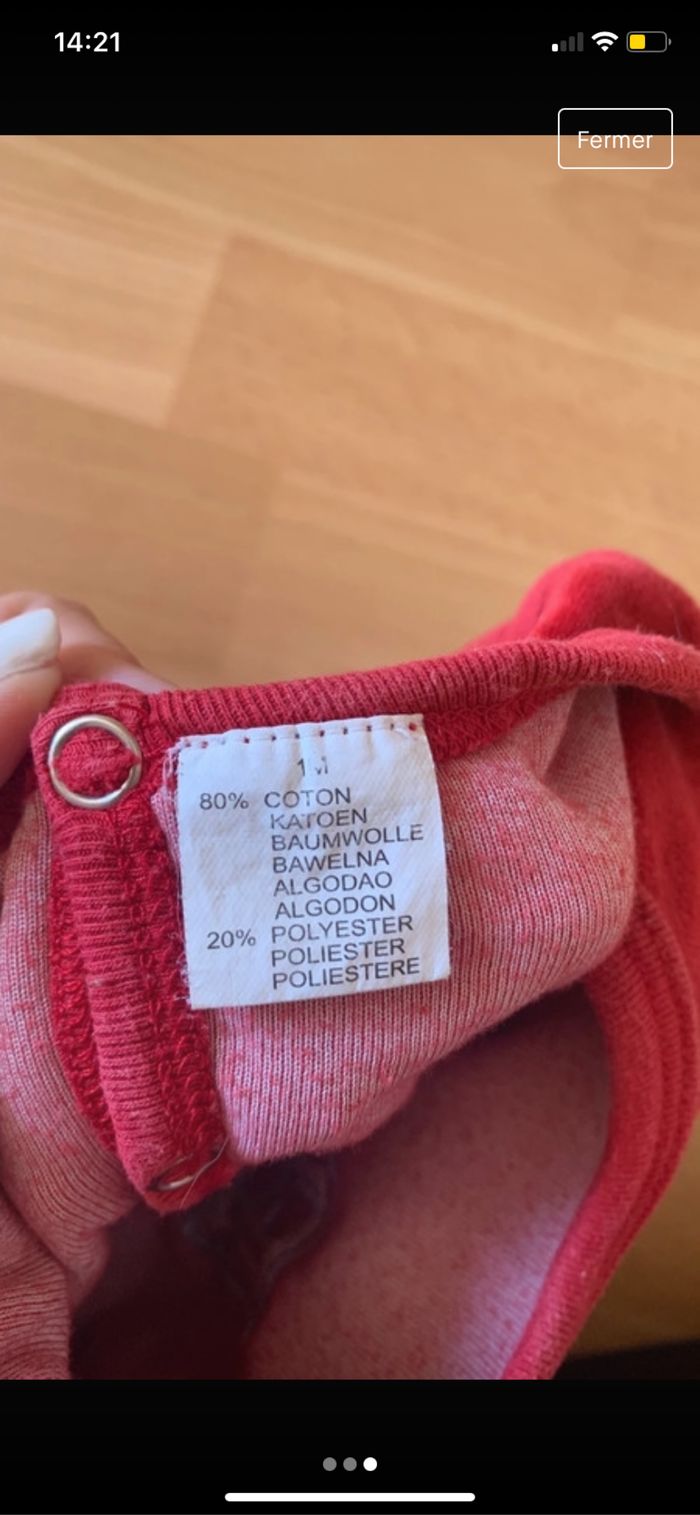 14:21
Fermer
1M
80% COTON
KATOEN
BAUMWOLLE
BAWELNA
ALGODAO
ALGODON
20% POLYESTER
POLIESTER
POLIESTERE